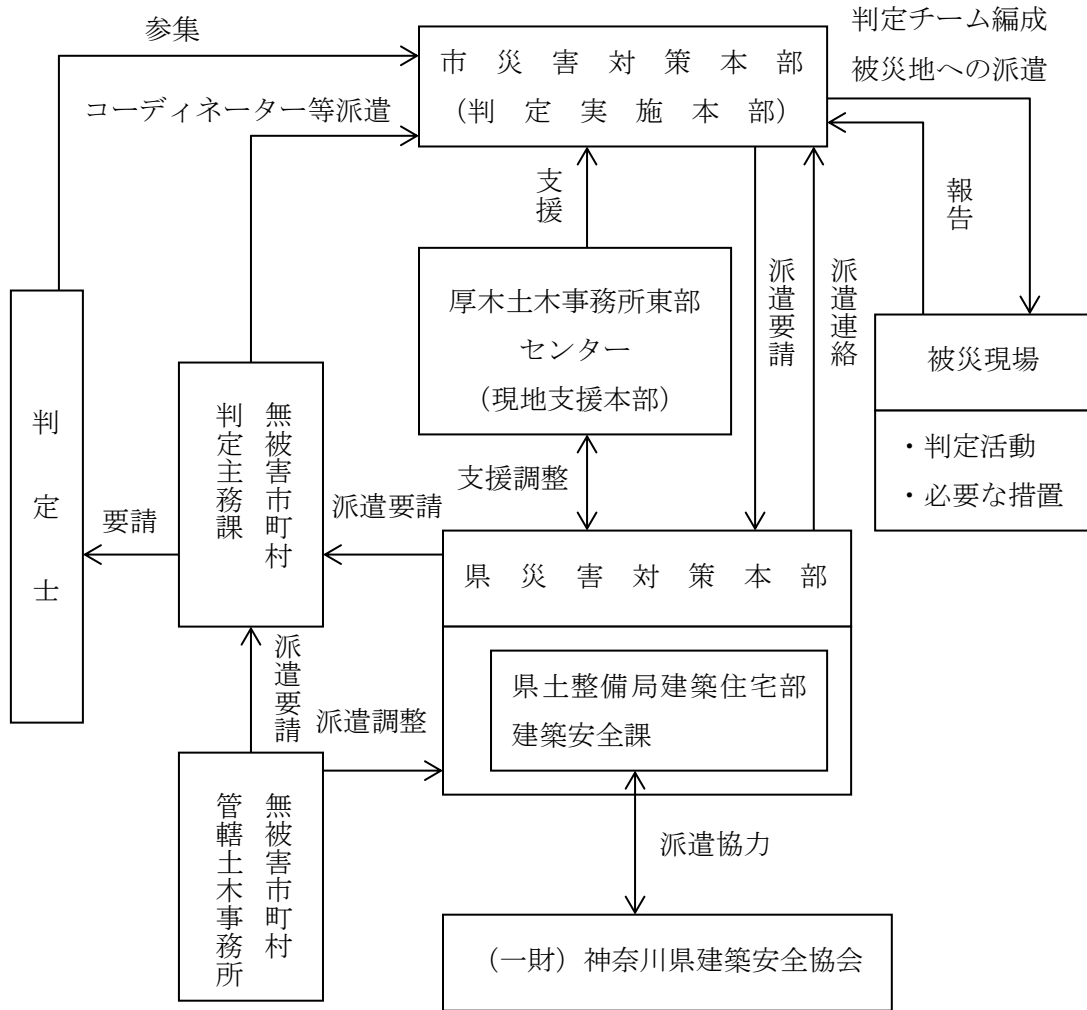 参集
コーディネーター等派遣
市災害対策本部
（判定実施本部）
判定チーム編成
被災地への派遣
支援
報告
厚木土木事務所東部
センター
（現地支援本部）
派遣要請
派遣連絡
被災現場
・判定活動
・必要な措置
判定士
要請
無被害市町村
判定主務課
派遣要請
支援調整
県災害対策本部
県土整備局建築住宅部
建築安全課
派遣要請
派遣調整
無被害市町村
管轄土木事務所
派遣協力
（一財）神奈川県建築安全協会